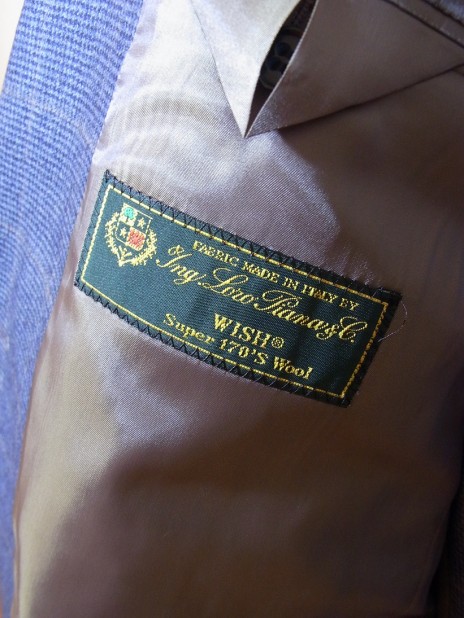 FABRIC MADE IN ITALY BY
Ing. Loro Piana & C.
WISH®
Super 170'S Wool